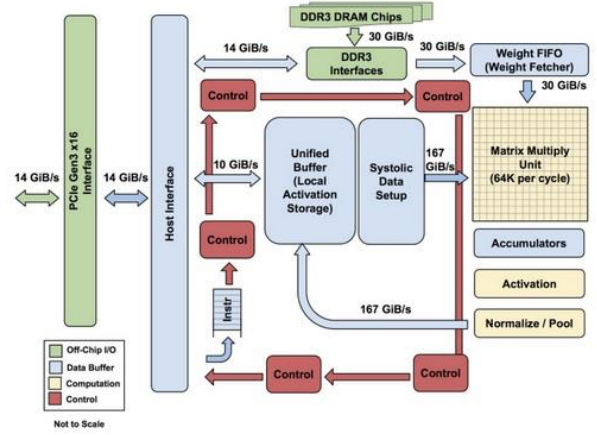 DDR3 DRAM Chips
30 GiB/s
14 GiB/s
DDR3
Interfaces
30 GiB/s
Weight FIFO
(Weight Fetcher)
30 GiB/s
Control
Control
PCIe Gen3 x16
Interface
14 GiB/s
14 GiB/s
Host Interface
10 GiB/s
Unified
Buffer
(Local
Activation
Storage)
Systolic
Data
Setup
167
GiB/s
Matrix Multiply
Unit
(64K per cycle)
Control
Accumulators
Activation
Instr
167 GiB/s
Normalize / Pool
Off-Chip I/O
Data Buffer
Computation
Control
Control
Control
Not to Scale